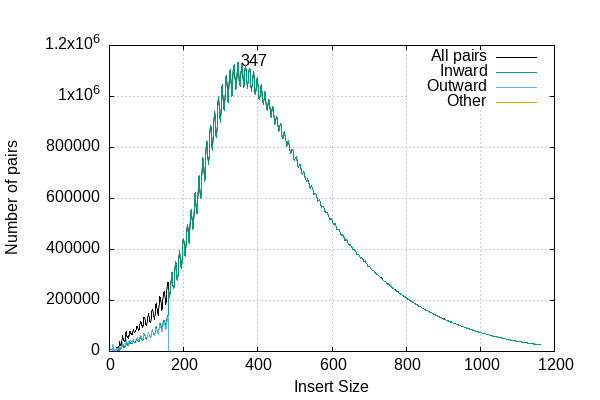 1.2x10^6
1x10^6
800000
600000
400000
200000
0
0 200 400 600 800 1000 1200
347
All pairs
Inward
Outward
Other
Number of pairs
Insert Size